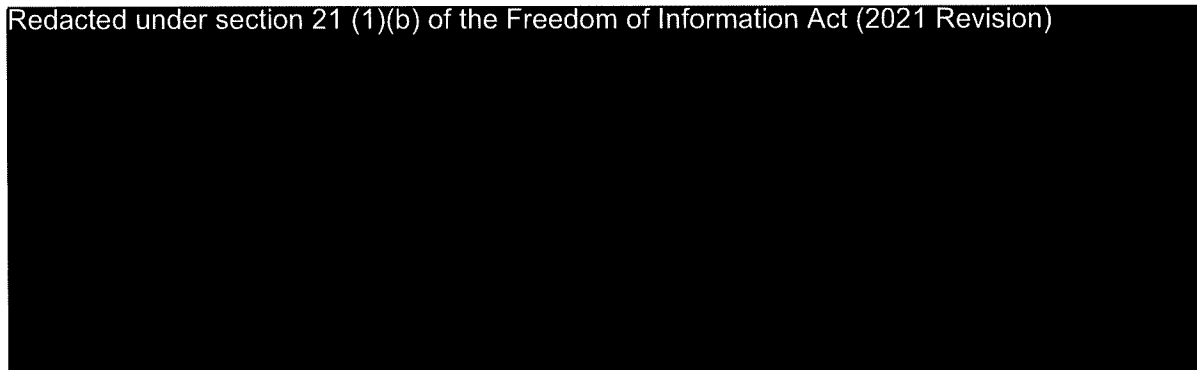 Redacted under section 21 (1)(b) of the Freedom of Information Act (2021 Revision)